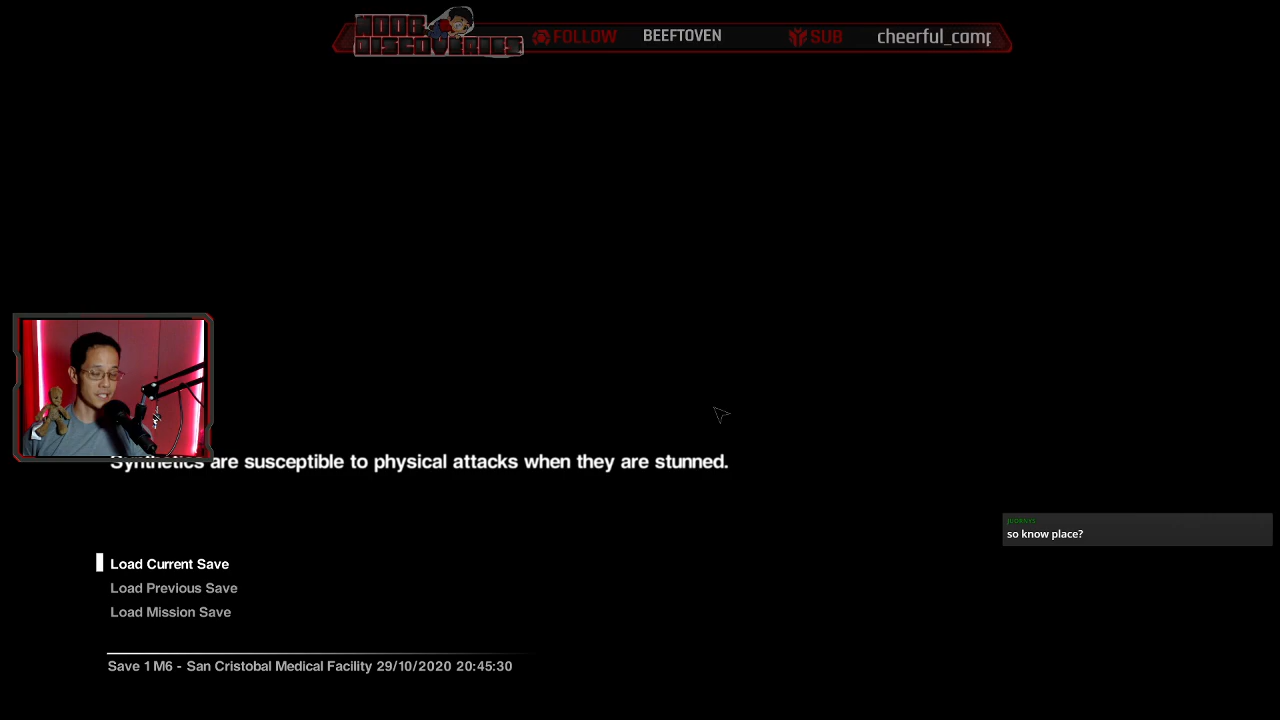 NOOB
DISCOVERIES
FOLLOW
BEEFTOVEN
SUB
cheerful_camp
Synthetics are susceptible to physical attacks when they are stunned.
so know place?
Load Current Save
Load Previous Save
Load Mission Save
Save 1 M6 - San Cristobal Medical Facility 29/10/2020 20:45:30